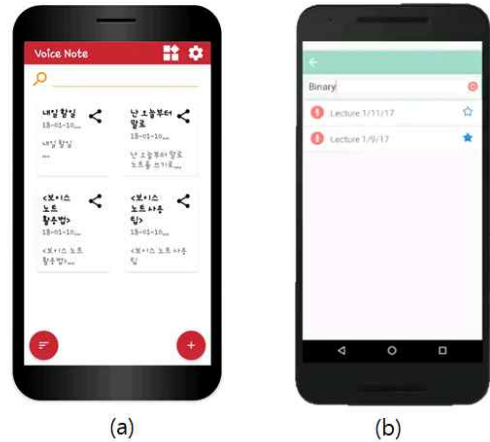 Voice Note
내일 할일
18-01-10...
내일 할일
...
난 오늘부터
말로
18-01-10...
난 오늘부터 말로
노트를 쓰기로...
<보이스
노트
활용법>
18-01-10...
<보이스 노트
활용법>...
<보이스
노트 사용
팁>
18-01-10...
<보이스 노트 사용
팁
Binary
Lecture 1/11/17
Lecture 1/9/17
(a)
(b)